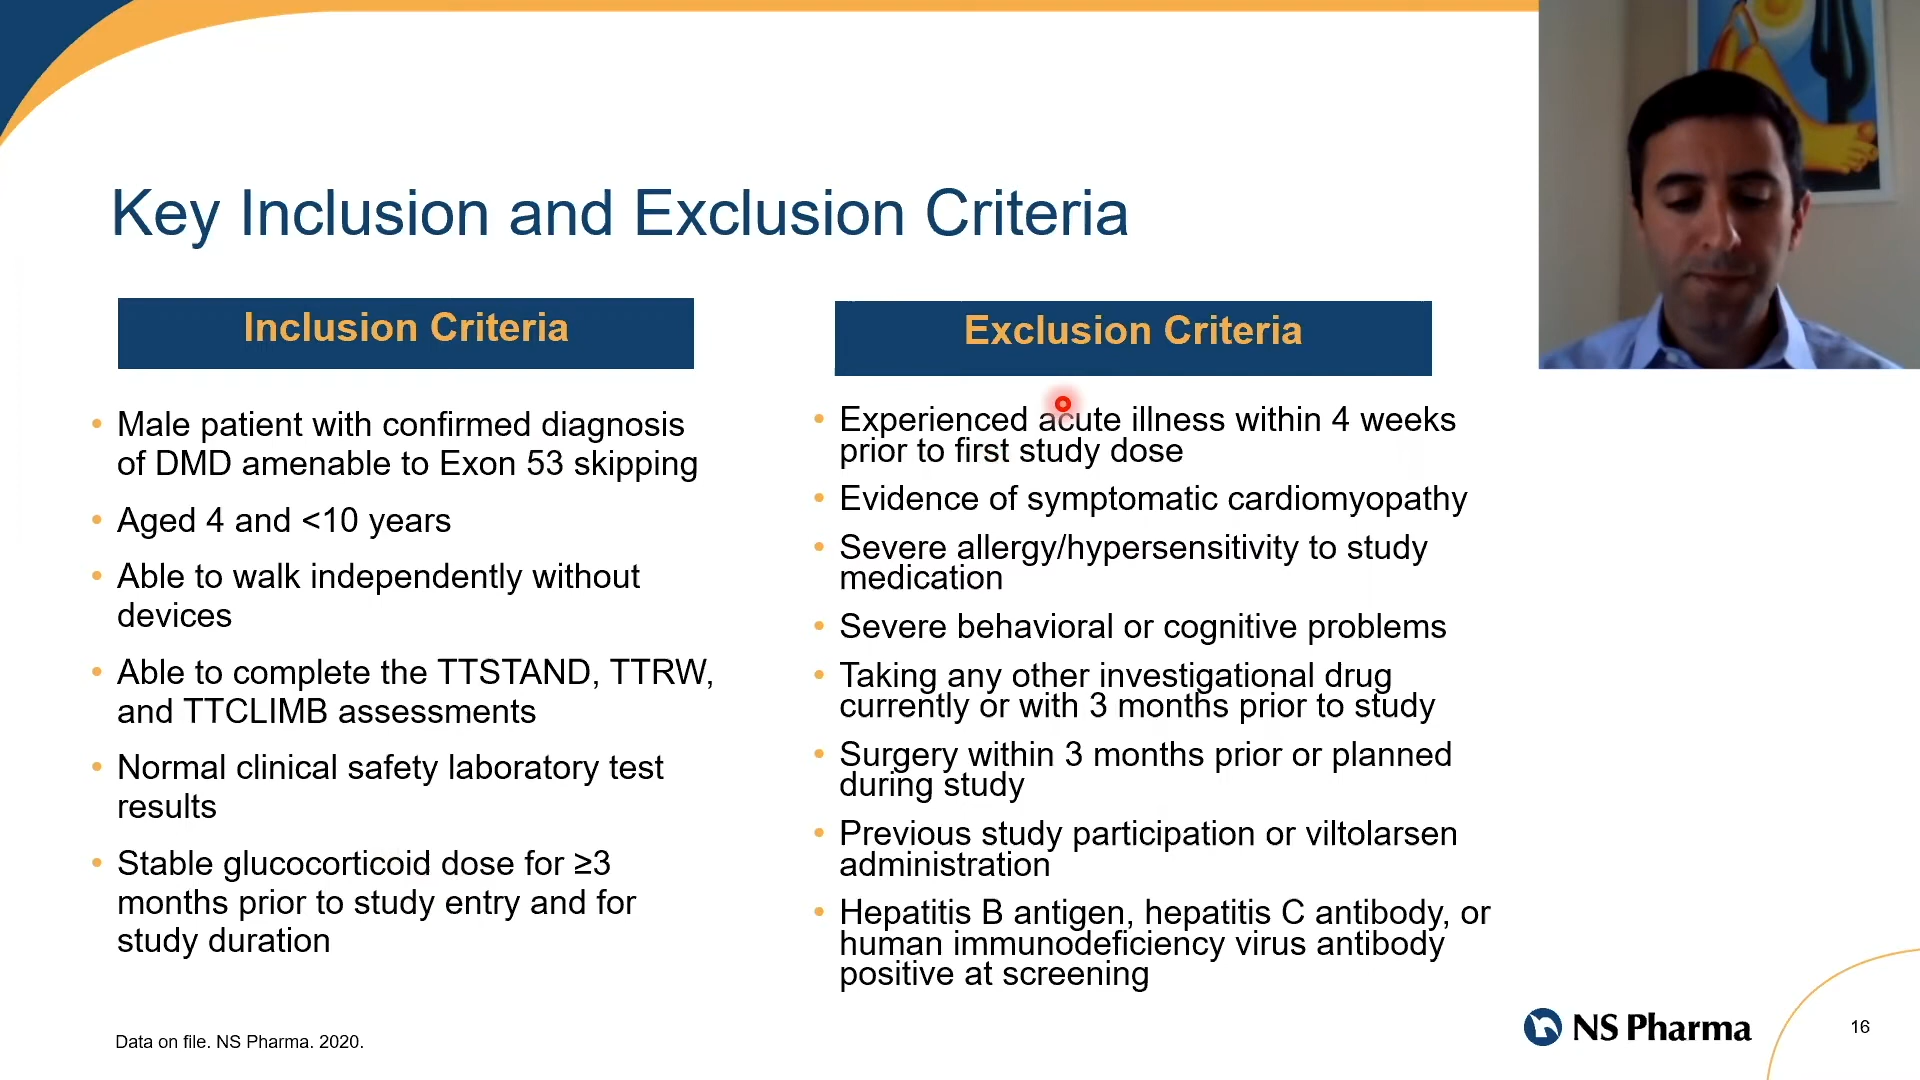 Key Inclusion and Exclusion Criteria
Inclusion Criteria
• Male patient with confirmed diagnosis
of DMD amenable to Exon 53 skipping
• Aged 4 and <10 years
• Able to walk independently without
devices
• Able to complete the TTSTAND, TTRW,
and TTCLIMB assessments
• Normal clinical safety laboratory test
results
• Stable glucocorticoid dose for ≥3
months prior to study entry and for
study duration
Exclusion Criteria
• Experienced acute illness within 4 weeks
prior to first study dose
• Evidence of symptomatic cardiomyopathy
• Severe allergy/hypersensitivity to study
medication
• Severe behavioral or cognitive problems
• Taking any other investigational drug
currently or with 3 months prior to study
• Surgery within 3 months prior or planned
during study
• Previous study participation or viltolarsen
administration
• Hepatitis B antigen, hepatitis C antibody, or
human immunodeficiency virus antibody
positive at screening
Data on file. NS Pharma. 2020.
NS Pharma
16